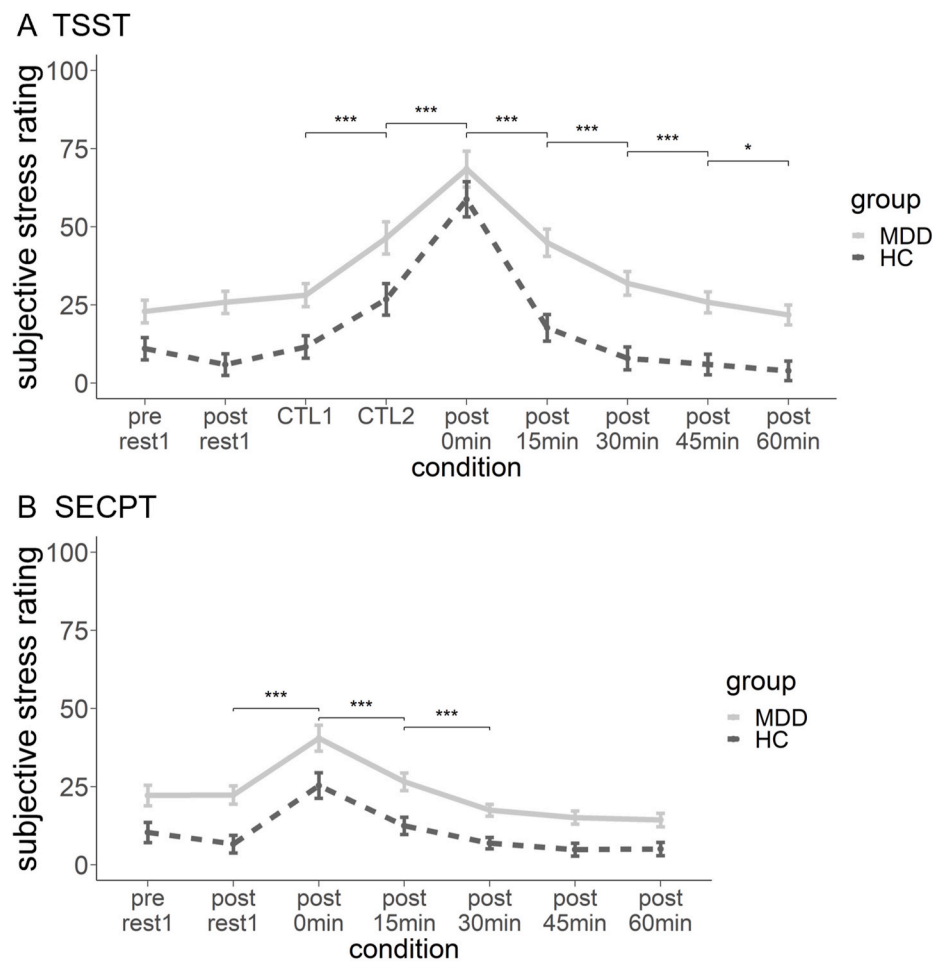 A TSST
subjective stress rating
100
75
50
25
0
***
***
***
***
***
*
pre rest1
post rest1
CTL1
CTL2
post 0min
post 15min
post 30min
post 45min
post 60min
condition
group
MDD
HC
B SECPT
subjective stress rating
100
75
50
25
0
***
***
***
pre rest1
post rest1
post 0min
post 15min
post 30min
post 45min
post 60min
condition
group
MDD
HC